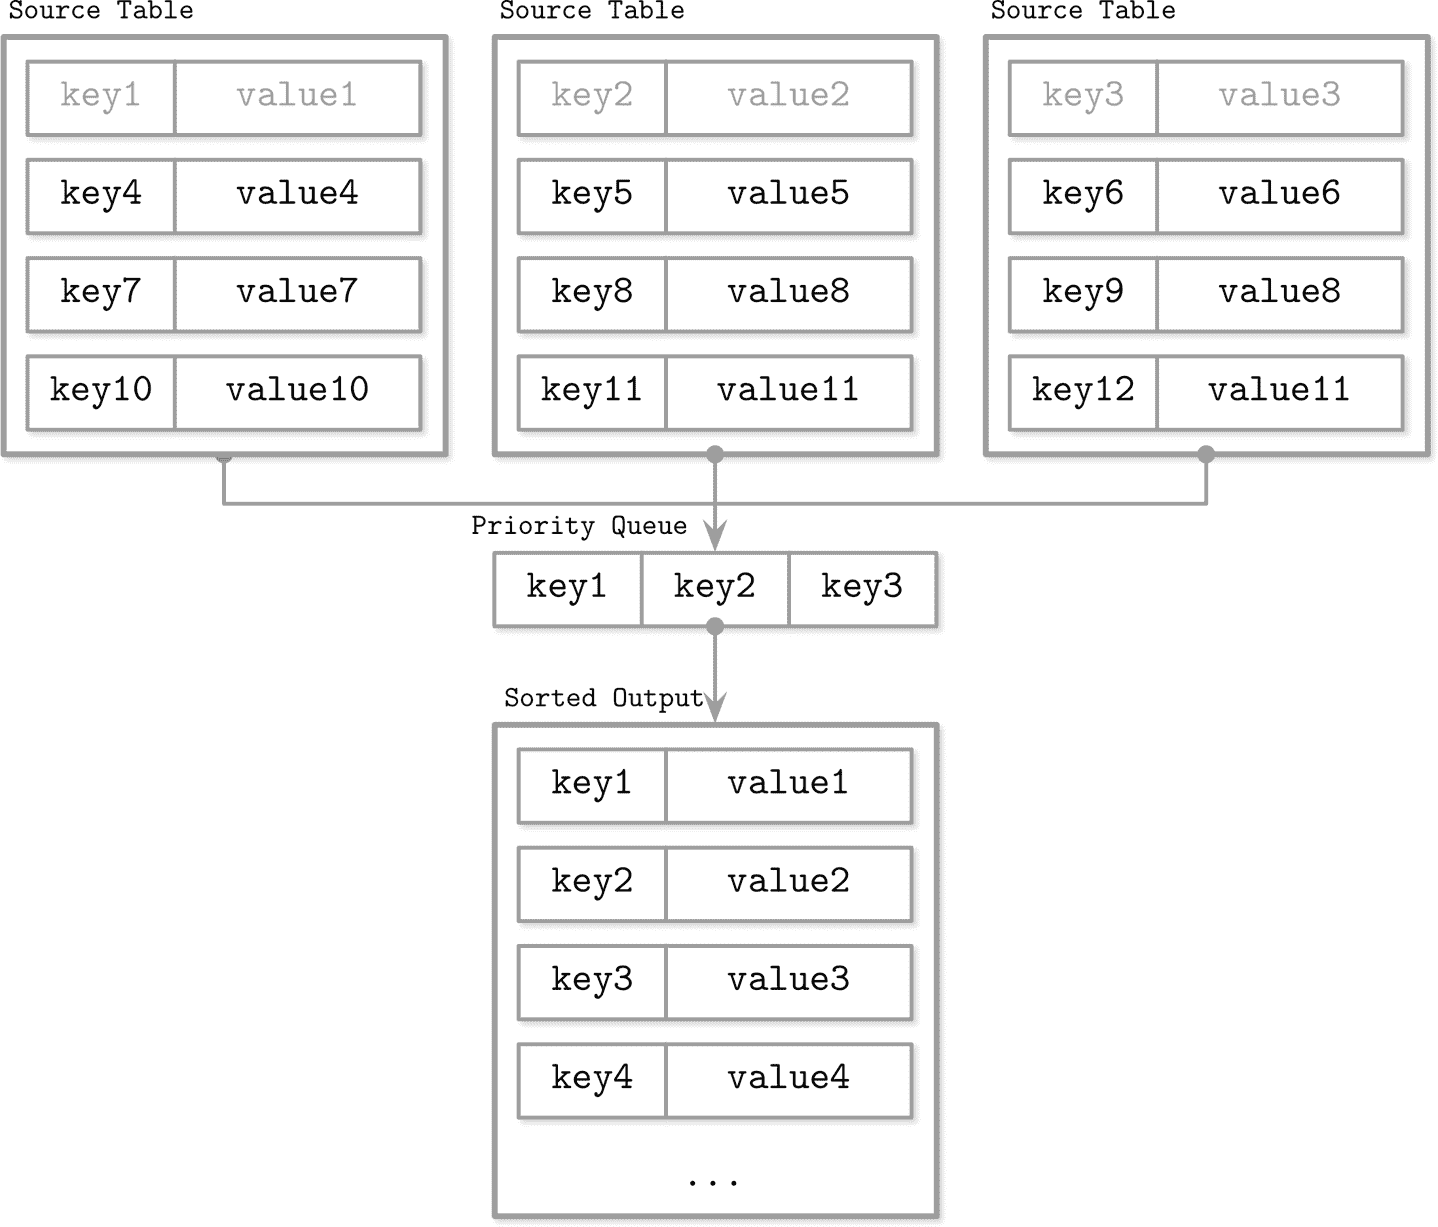 Source Table Source Table Source Table
key1 value1 key2 value2 key3 value3
key4 value4 key5 value5 key6 value6
key7 value7 key8 value8 key9 value8
key10 value10 key11 value11 key12 value11
Priority Queue
key1 key2 key3
Sorted Output
key1 value1
key2 value2
key3 value3
key4 value4
...